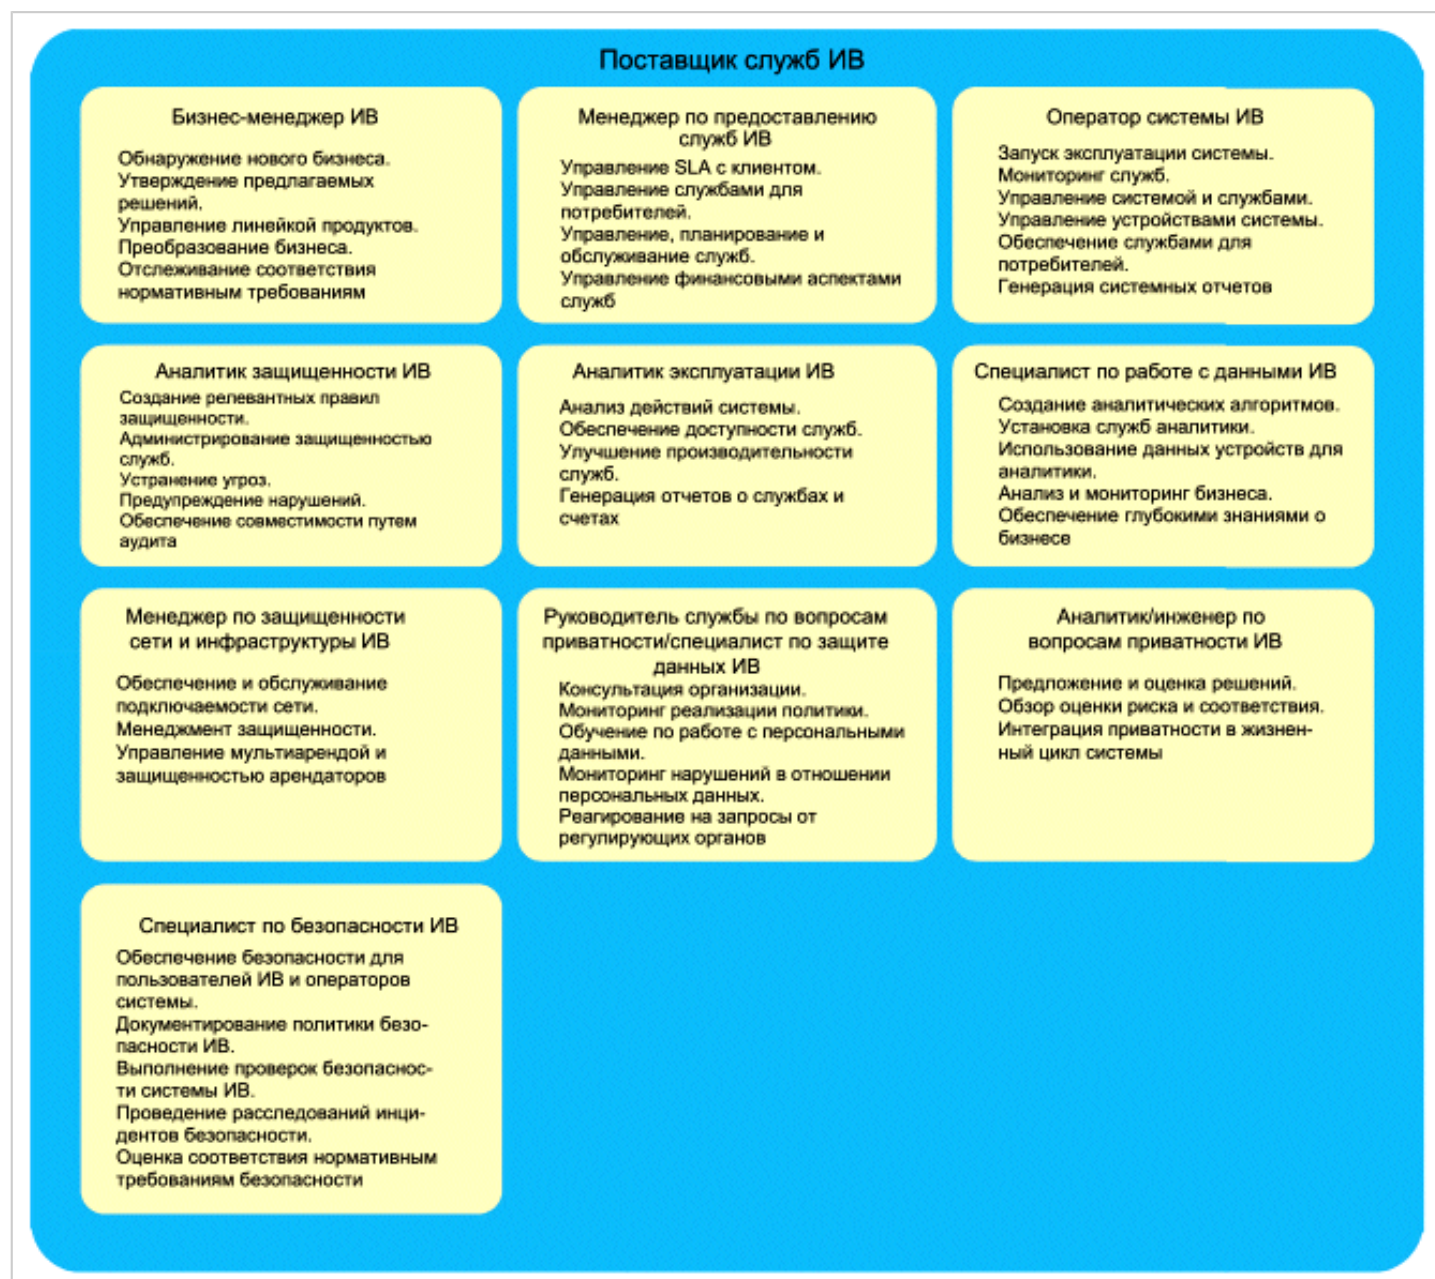 Поставщик служб ИВ
Бизнес-менеджер ИВ
Обнаружение нового бизнеса.
Утверждение предлагаемых
решений.
Управление линейкой продуктов.
Преобразование бизнеса.
Отслеживание соответствия
нормативным требованиям
Менеджер по предоставлению
служб ИВ
Управление SLA с клиентом.
Управление службами для
потребителей.
Управление, планирование и
обслуживание служб.
Управление финансовыми аспектами
служб
Оператор системы ИВ
Запуск эксплуатации системы.
Мониторинг служб.
Управление системой и службами.
Управление устройствами системы.
Обеспечение службами для
потребителей.
Генерация системных отчетов
Аналитик защищенности ИВ
Создание релевантных правил
защищенности.
Администрирование защищенностью
служб.
Устранение угроз.
Предупреждение нарушений.
Обеспечение совместимости путем
аудита
Аналитик эксплуатации ИВ
Анализ действий системы.
Обеспечение доступности служб.
Улучшение производительности
служб.
Генерация отчетов о службах и
счетах
Специалист по работе с данными ИВ
Создание аналитических алгоритмов.
Установка служб аналитики.
Использование данных устройств для
аналитики.
Анализ и мониторинг бизнеса.
Обеспечение глубокими знаниями о
бизнесе
Менеджер по защищенности
сети и инфраструктуры ИВ
Обеспечение и обслуживание
подключаемости сети.
Менеджмент защищенности.
Управление мультиарендой и
защищенностью арендаторов
Руководитель службы по вопросам
приватности/специалист по защите
данных ИВ
Консультация организации.
Мониторинг реализации политики.
Обучение по работе с персональными
данными.
Мониторинг нарушений в отношении
персональных данных.
Реагирование на запросы от
регулирующих органов
Аналитик/инженер по
вопросам приватности ИВ
Предложение и оценка решений.
Обзор оценки риска и соответствия.
Интеграция приватности в жизнен-
ный цикл системы
Специалист по безопасности ИВ
Обеспечение безопасности для
пользователей ИВ и операторов
системы.
Документирование политики безо-
пасности ИВ.
Выполнение проверок безопаснос-
ти системы ИВ.
Проведение расследований инци-
дентов безопасности.
Оценка соответствия нормативным
требованиям безопасности